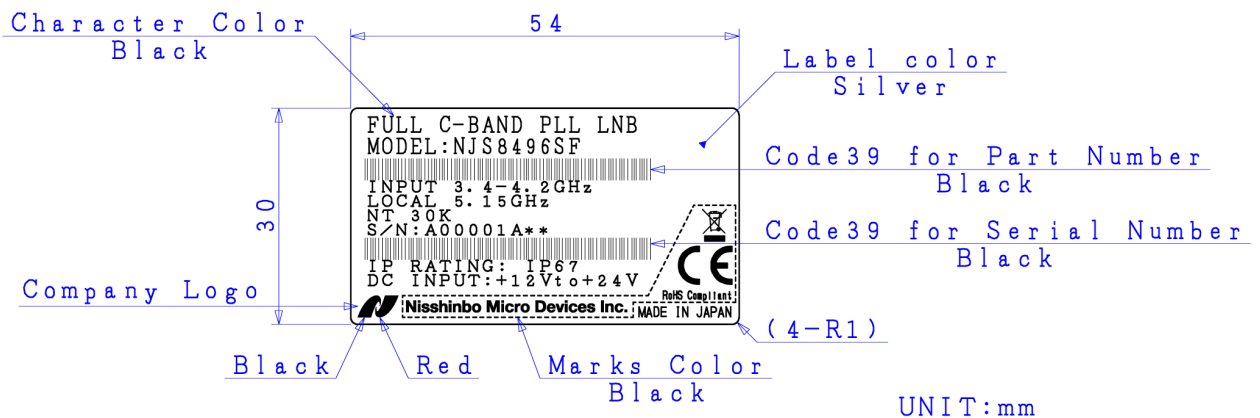 Character Color
Black
54
Label color
Silver
FULL C-BAND PLL LNB
MODEL:NJS8496SF
Code39 for Part Number
Black
INPUT 3.4-4.2GHz
LOCAL 5.15GHz
NT 30K
S/N:A00001A**
30
Code39 for Serial Number
Black
IP RATING: IP67
DC INPUT:+12Vto+24V
CE
RoHS Compliant
Company Logo
Nisshinbo Micro Devices Inc.
MADE IN JAPAN
(4-R1)
Black
Red
Marks Color
Black
UNIT:mm